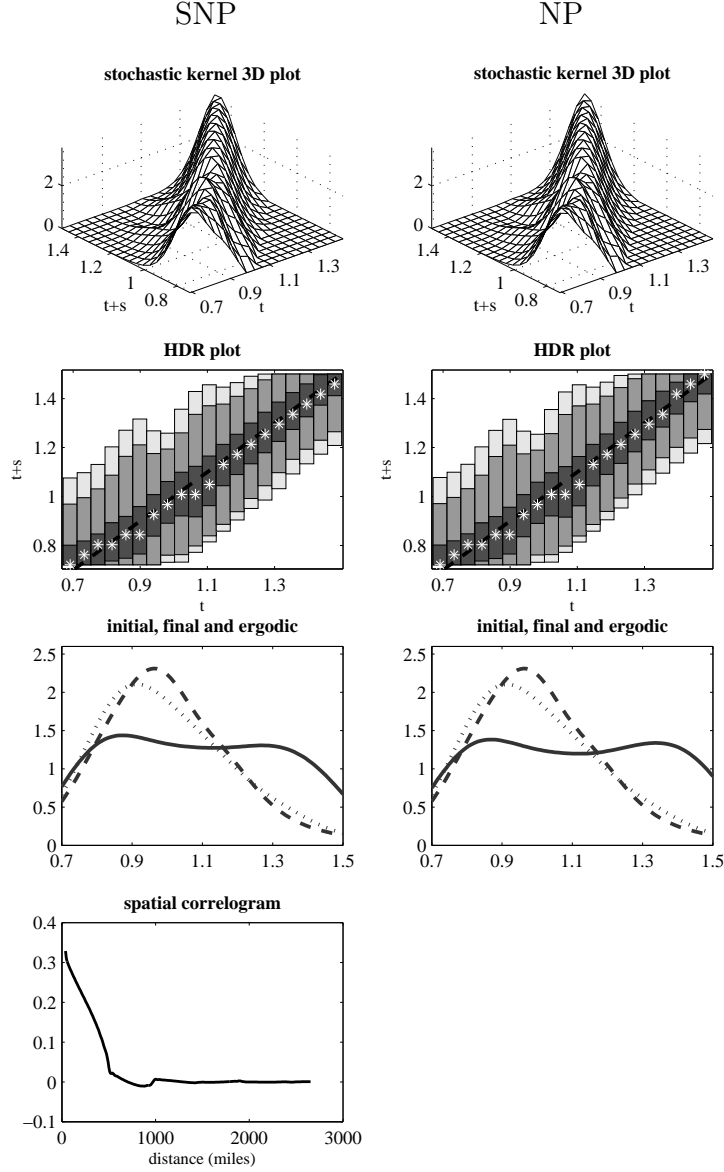 SNP NP
stochastic kernel 3D plot stochastic kernel 3D plot
2 2
0 0
1.4 1.2 1 0.8 1.4 1.2 1 0.8
0.7 0.9 1.1 1.3 0.7 0.9 1.1 1.3
t+s t t+s t
HDR plot HDR plot
1.4 1.4
1.2 1.2
1 1
0.8 0.8
t+s t+s
0.7 0.9 1.1 1.3 0.7 0.9 1.1 1.3
t t
initial, final and ergodic initial, final and ergodic
2.5 2.5
2 2
1.5 1.5
1 1
0.5 0.5
0 0
0.7 0.9 1.1 1.3 1.5 0.7 0.9 1.1 1.3 1.5
spatial correlogram
0.4
0.3
0.2
0.1
0
−0.1
0 1000 2000 3000
distance (miles)